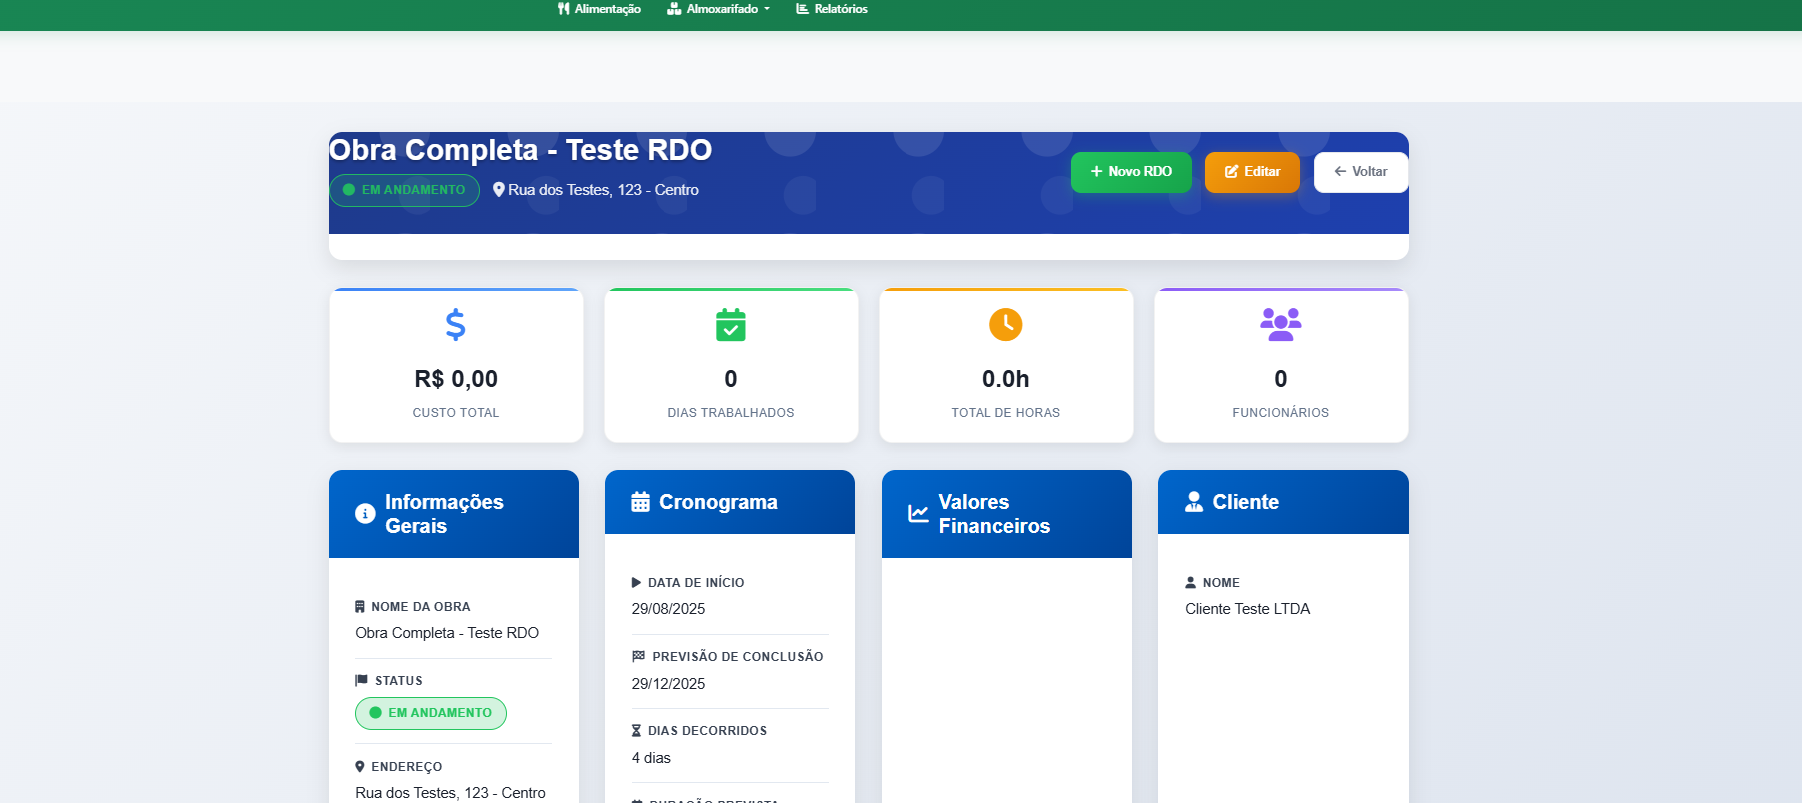 Alimentação
Almoxarifado
Relatórios
Obra Completa - Teste RDO
EM ANDAMENTO
Rua dos Testes, 123 - Centro
Novo RDO
Editar
Voltar
R$ 0,00
CUSTO TOTAL
0
DIAS TRABALHADOS
0.0h
TOTAL DE HORAS
0
FUNCIONÁRIOS
Informações
Gerais
NOME DA OBRA
Obra Completa - Teste RDO
STATUS
EM ANDAMENTO
ENDEREÇO
Rua dos Testes, 123 - Centro
Cronograma
DATA DE INÍCIO
29/08/2025
PREVISÃO DE CONCLUSÃO
29/12/2025
DIAS DECORRIDOS
4 dias
Valores
Financeiros
Cliente
NOME
Cliente Teste LTDA